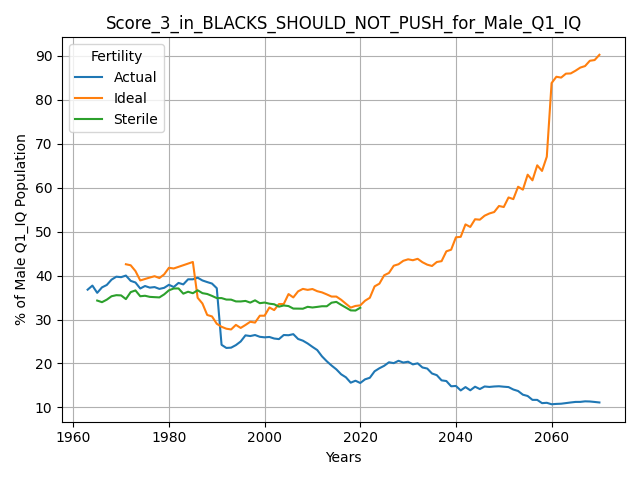 Score_3_in_BLACKS_SHOULD_NOT_PUSH_for_Male_Q1_IQ
Fertility
Actual
Ideal
Sterile
% of Male Q1_IQ Population
90
80
70
60
50
40
30
20
10
1960
1980
2000
2020
2040
2060
Years